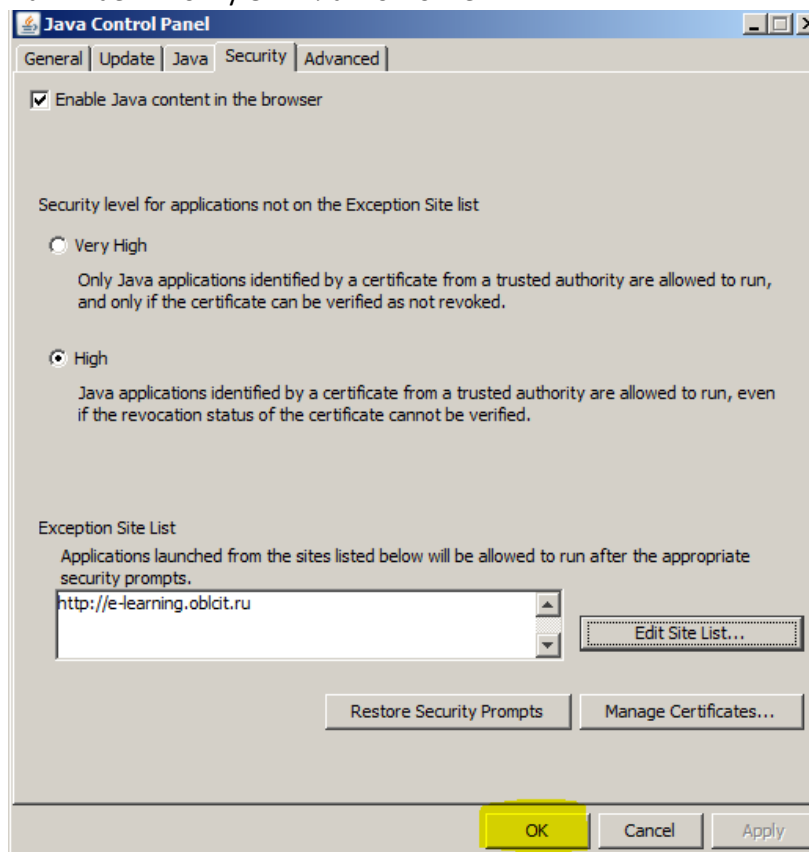 Java Control Panel
General Update Java Security Advanced
Enable Java content in the browser
Security level for applications not on the Exception Site list
Very High
Only Java applications identified by a certificate from a trusted authority are allowed to run,
and only if the certificate can be verified as not revoked.
High
Java applications identified by a certificate from a trusted authority are allowed to run, even
if the revocation status of the certificate cannot be verified.
Exception Site List
Applications launched from the sites listed below will be allowed to run after the appropriate
security prompts.
http://e-learning.oblcit.ru
Edit Site List...
Restore Security Prompts Manage Certificates...
OK Cancel Apply